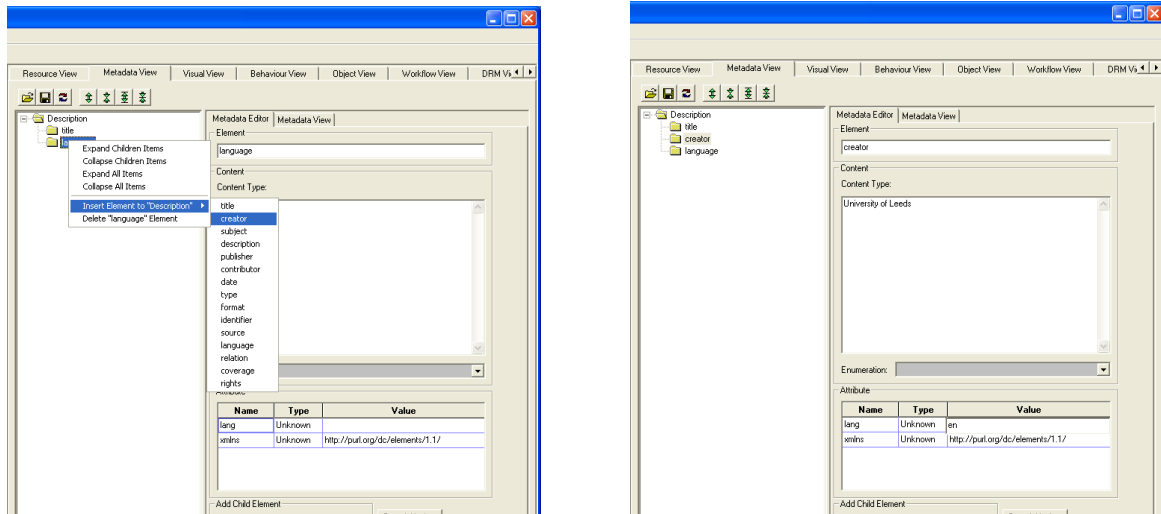 Resource View Metadata View Visual View Behaviour View Object View Workflow View DRM
Description
title
Expand Children Items
Collapse Children Items
Expand All Items
Collapse All Items
Insert Element to "Description"
Delete "language" Element
title
creator
subject
description
publisher
contributor
date
type
format
identifier
source
language
relation
coverage
rights
Metadata Editor Metadata View
Element
language
Content
Content Type:
Attribute
Name Type Value
lang Unknown
xmlns Unknown http://purl.org/dc/elements/1.1/
Add Child Element
Resource View Metadata View Visual View Behaviour View Object View Workflow View DRM
Description
title
creator
language
Metadata Editor Metadata View
Element
creator
Content
Content Type:
University of Leeds
Enumeration:
Attribute
Name Type Value
lang Unknown en
xmlns Unknown http://purl.org/dc/elements/1.1/
Add Child Element